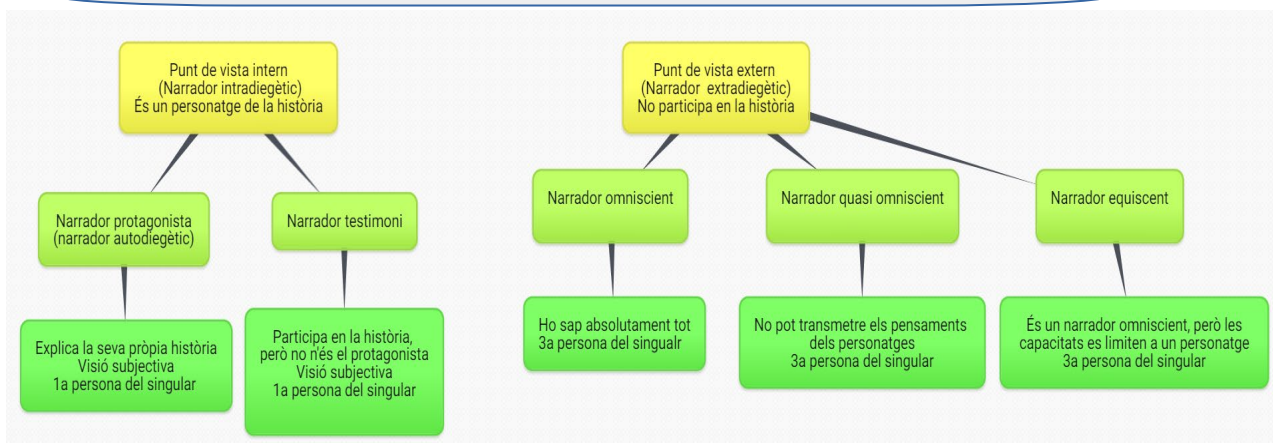 Punt de vista intern
(Narrador intradiegètic)
És un personatge de la història
Narrador protagonista
(narrador autodiegètic)
Explica la seva pròpia història
Visió subjectiva
1a persona del singular
Narrador testimoni
Participa en la història,
però no n'és el protagonista
Visió subjectiva
1a persona del singular
Punt de vista extern
(Narrador extradiegètic)
No participa en la història
Narrador omniscient
Ho sap absolutament tot
3a persona del singualr
Narrador quasi omniscient
No pot transmetre els pensaments
dels personatges
3a persona del singular
Narrador equiscent
És un narrador omniscient, però les
capacitats es limiten a un personatge
3a persona del singular